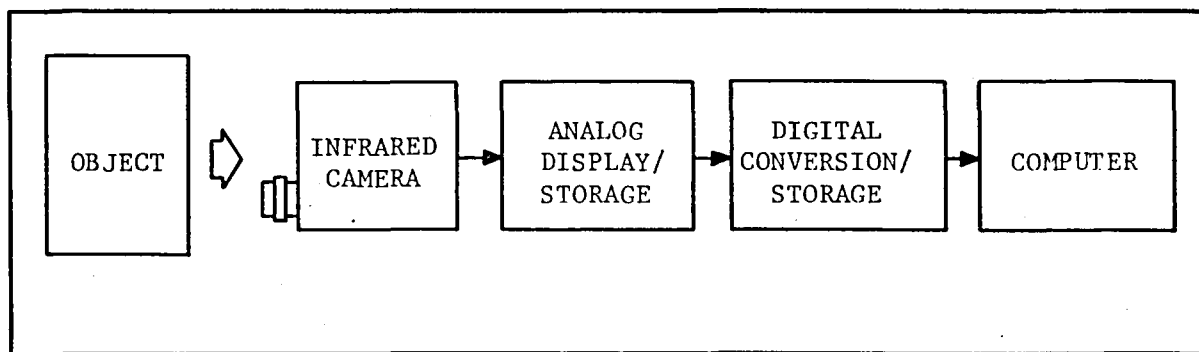 OBJECT
INFRARED
CAMERA
ANALOG
DISPLAY/
STORAGE
DIGITAL
CONVERSION/
STORAGE
COMPUTER